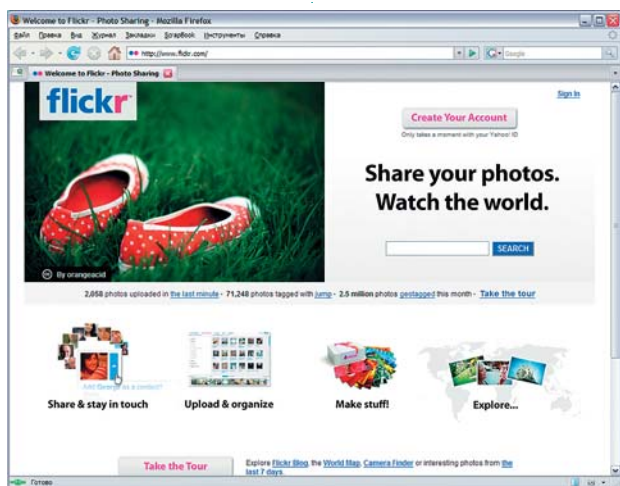 Welcome to Flickr - Photo Sharing - Mozilla Firefox
Файл Правка Вид Журнал Закладки Scrapbook Инструменты Справка
http://www.flickr.com/ Google
Welcome to Flickr - Photo Sharing
flickr
Sign In
Create Your Account
Only takes a moment with your Yahoo! ID
Share your photos.
Watch the world.
SEARCH
By orangeacid
2,058 photos uploaded in the last minute - 71,248 photos tagged with jump - 2.5 million photos geotagged this month - Take the tour
Add George as a contact?
Share & stay in touch Upload & organize Make stuff! Explore...
Take the Tour
Explore Flickr Blog, the World Map, Camera Finder or interesting photos from the
last 7 days.
Готово